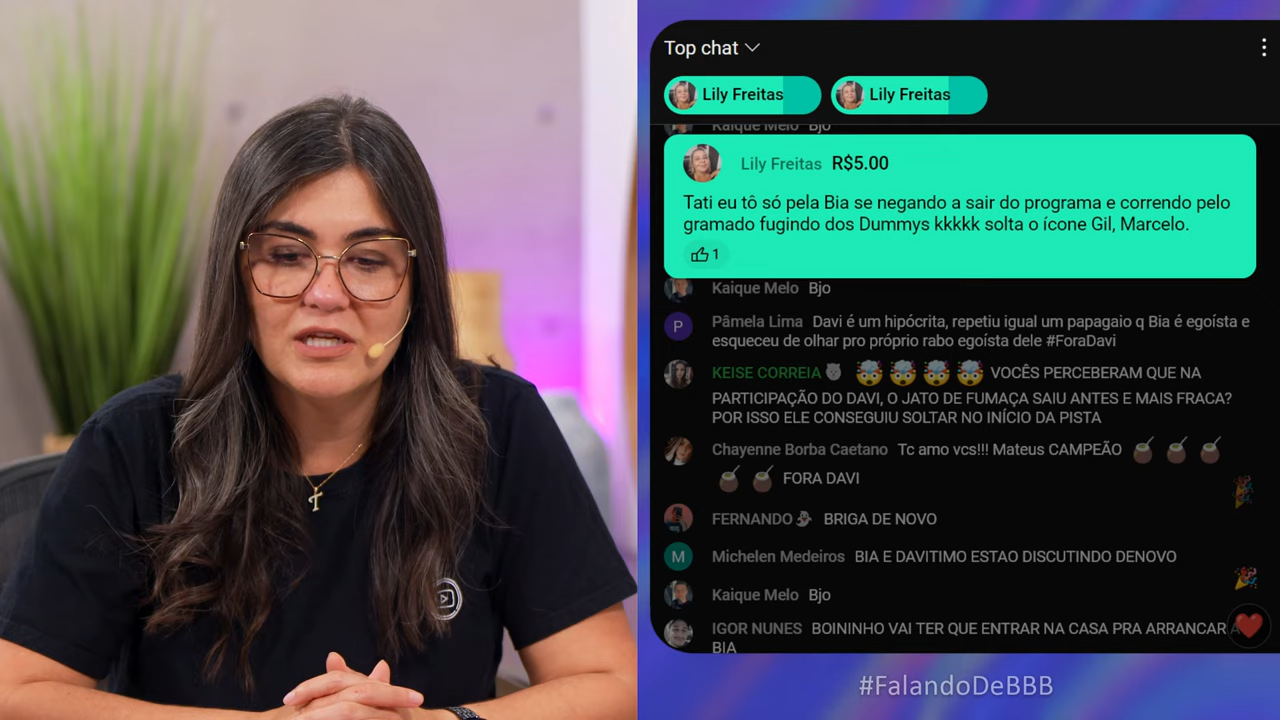 Top chat
Lily Freitas
Lily Freitas
Kaique Melo Bjo
Lily Freitas R$5.00
Tati eu tô só pela Bia se negando a sair do programa e correndo pelo
gramado fugindo dos Dummys kkkkk solta o ícone Gil, Marcelo.
1
Kaique Melo Bjo
P
Pâmela Lima Davi é um hipócrita, repetiu igual um papagaio q Bia é egoísta e
esqueceu de olhar pro próprio rabo egoísta dele #ForaDavi
KEISE CORREIA VOCÊS PERCEBERAM QUE NA
PARTICIPAÇÃO DO DAVI, O JATO DE FUMAÇA SAIU ANTES E MAIS FRACA?
POR ISSO ELE CONSEGUIU SOLTAR NO INÍCIO DA PISTA
Chayenne Borba Caetano Tc amo vcs!!! Mateus CAMPEÃO
FORA DAVI
FERNANDO BRIGA DE NOVO
M
Michelen Medeiros BIA E DAVITIMO ESTAO DISCUTINDO DENOVO
Kaique Melo Bjo
IGOR NUNES BOININHO VAI TER QUE ENTRAR NA CASA PRA ARRANCAR A
BIA
#FalandoDeBBB
T